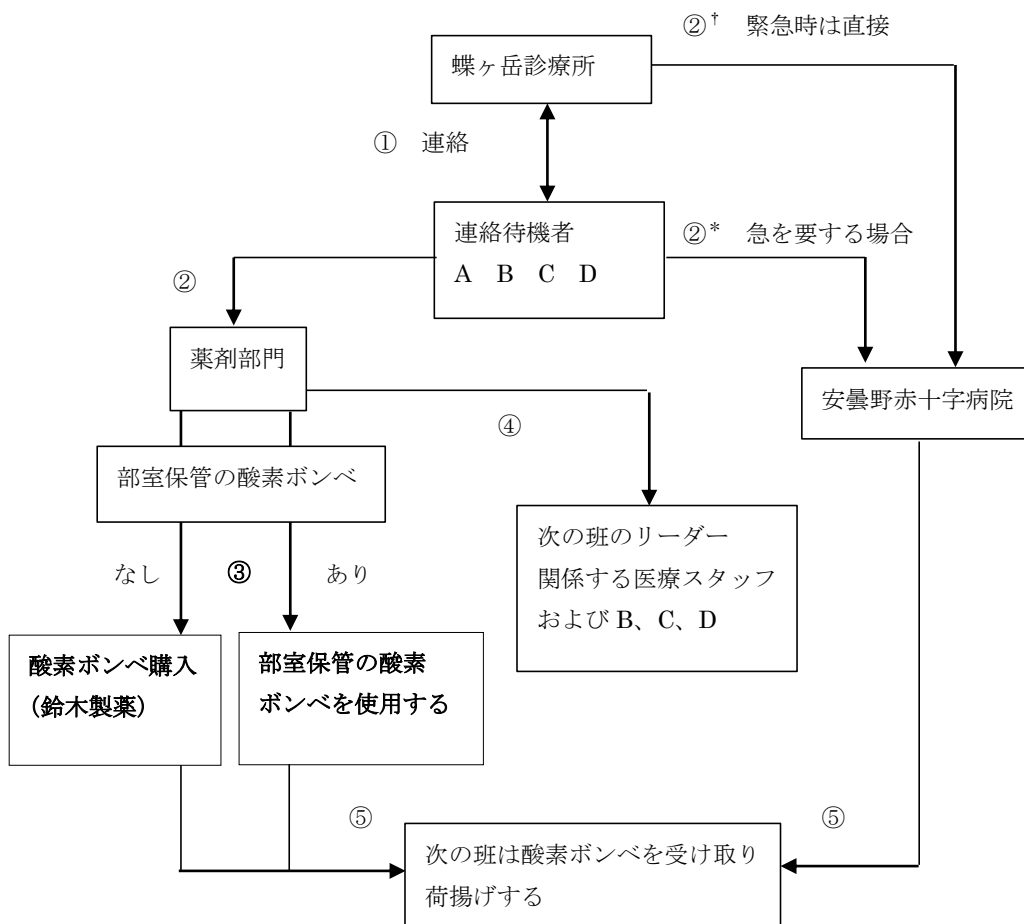 ②† 緊急時は直接
蝶ヶ岳診療所
① 連絡
連絡待機者
A B C D
②* 急を要する場合
②
薬剤部門
安曇野赤十字病院
④
部室保管の酸素ボンベ
次の班のリーダー
関係する医療スタッフ
および B、C、D
なし ③ あり
酸素ボンベ購入
(鈴木製薬)
部室保管の酸素
ボンベを使用する
⑤ ⑤
次の班は酸素ボンベを受け取り
荷揚げする